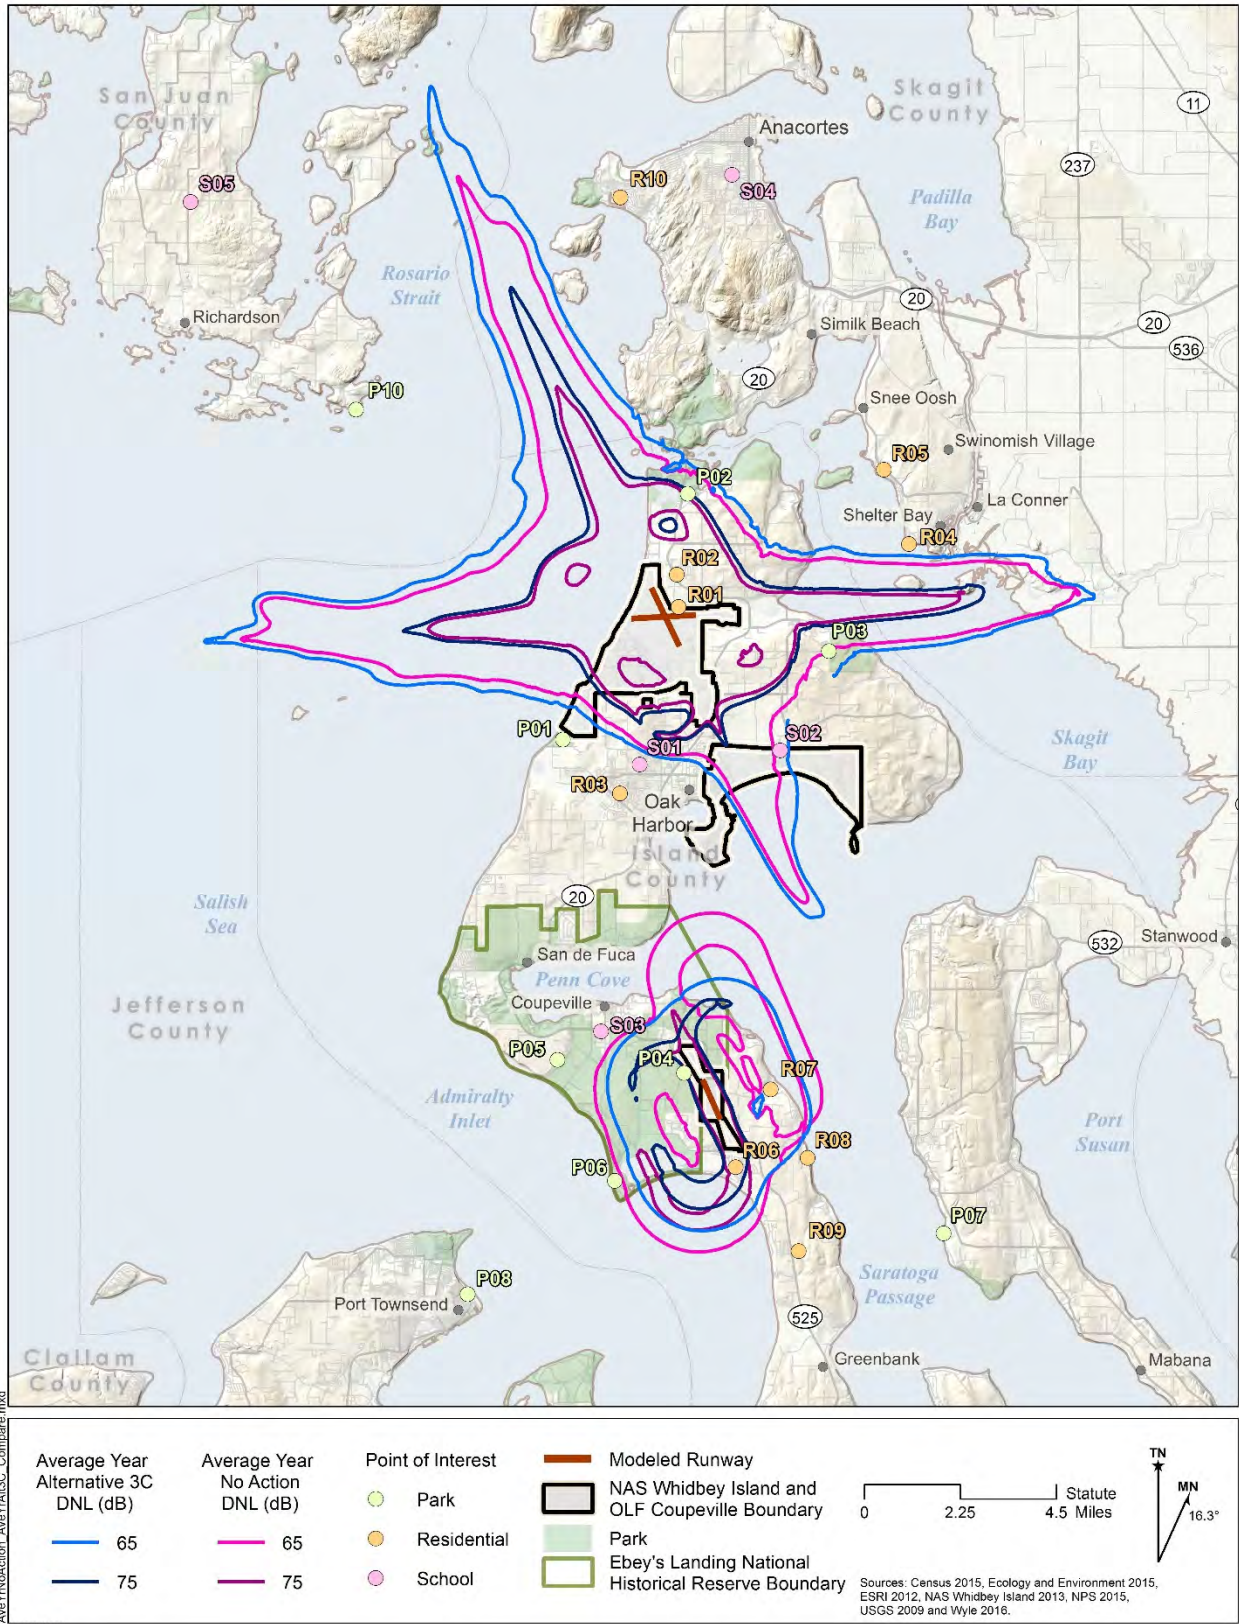 San Juan
County
Skagit
County
11
Anacortes
237
S05
R10
S04
Padilla
Bay
Rosario
Strait
20
Richardson
Similk Beach
20
536
20
P10
Snee Oosh
Swinomish Village
R05
P02
La Conner
Shelter Bay
R04
R02
R01
P03
P01
S02
S01
Skagit
Bay
R03
Oak
Harbor
Island
County
20
Salish
Sea
532
Stanwood
San de Fuca
Penn Cove
Jefferson
County
Coupeville
S03
P05
P04
R07
Admiralty
Inlet
Port
Susan
R08
R06
P06
P07
R09
Saratoga
Passage
P08
Port Townsend
525
Clallam
County
Greenbank
Mabana
Average Year
Alternative 3C
DNL (dB)
65
75
Average Year
No Action
DNL (dB)
65
75
Point of Interest
Park
Residential
School
Modeled Runway
NAS Whidbey Island and
OLF Coupeville Boundary
Park
Ebey's Landing National
Historical Reserve Boundary
0 2.25 4.5
Statute
Miles
TN
MN
16.3°
Sources: Census 2015, Ecology and Environment 2015,
ESRI 2012, NAS Whidbey Island 2013, NPS 2015,
USGS 2009 and Wyle 2016.